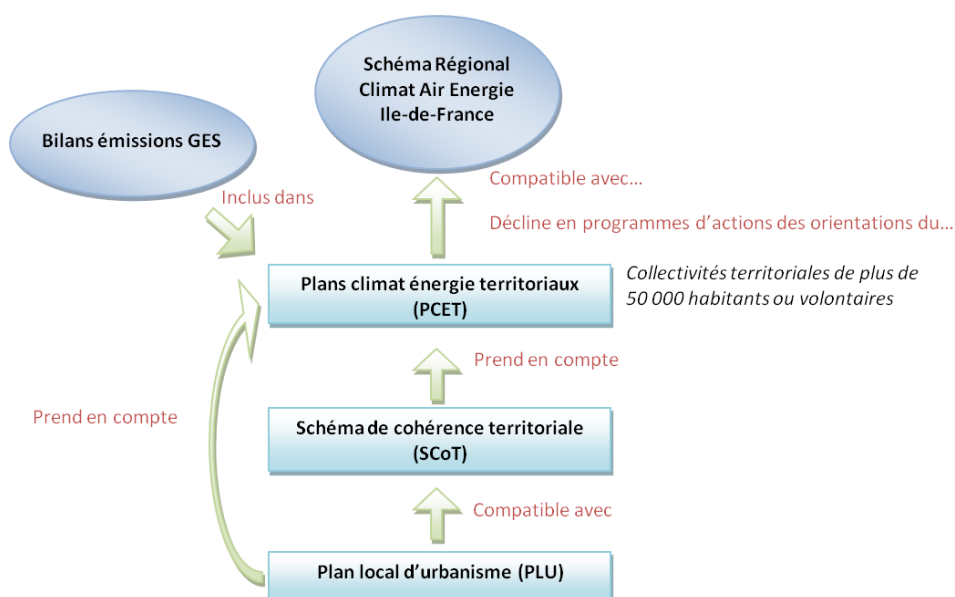 Schéma Régional
Climat Air Energie
Ile-de-France
Bilans émissions GES
Inclus dans
Compatible avec…
Décline en programmes d’actions des orientations du…
Plans climat énergie territoriaux
(PCET)
Collectivités territoriales de plus de
50 000 habitants ou volontaires
Prend en compte
Prend en compte
Schéma de cohérence territoriale
(SCoT)
Compatible avec
Plan local d’urbanisme (PLU)